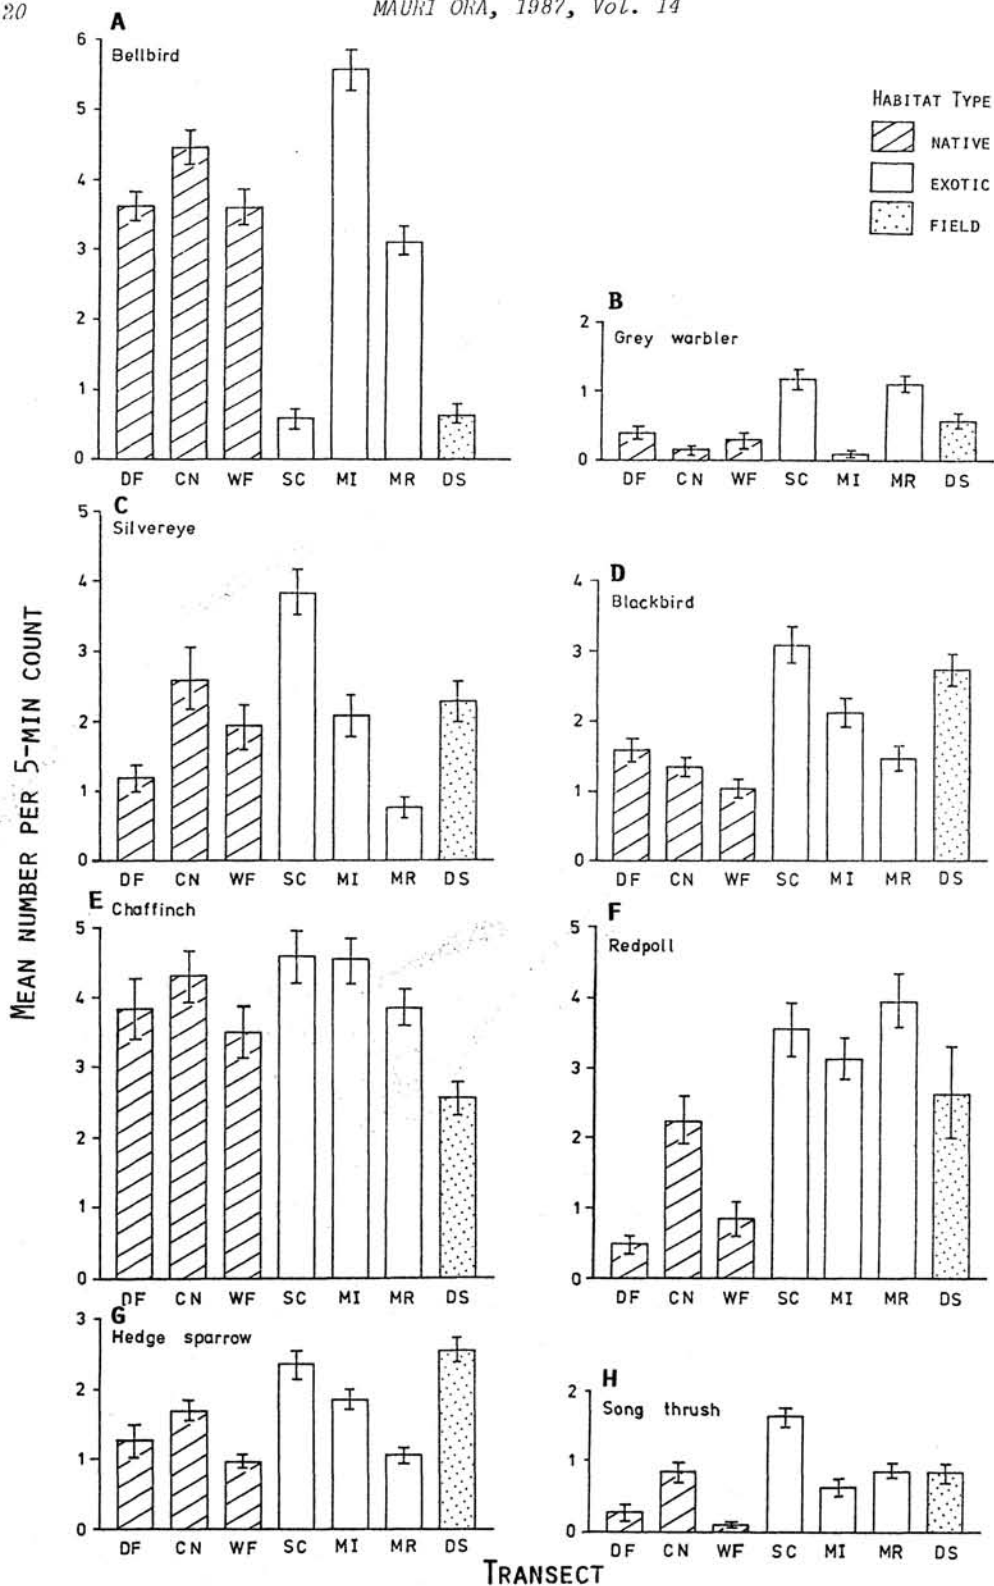 20
MAURI ORA, 1987, Vol. 14
A
Bellbird
6
5
4
3
2
1
0
DF CN WF SC MI MR DS
HABITAT TYPE
NATIVE
EXOTIC
FIELD
B
Grey warbler
2
1
0
DF CN WF SC MI MR DS
C
Silvereye
5
4
3
2
1
0
DF CN WF SC MI MR DS
D
Blackbird
4
3
2
1
0
DF CN WF SC MI MR DS
MEAN NUMBER PER 5-MIN COUNT
E
Chaffinch
5
4
3
2
1
0
DF CN WF SC MI MR DS
F
Redpoll
5
4
3
2
1
0
DF CN WF SC MI MR DS
G
Hedge sparrow
3
2
1
0
DF CN WF SC MI MR DS
H
Song thrush
2
1
0
DF CN WF SC MI MR DS
TRANSECT